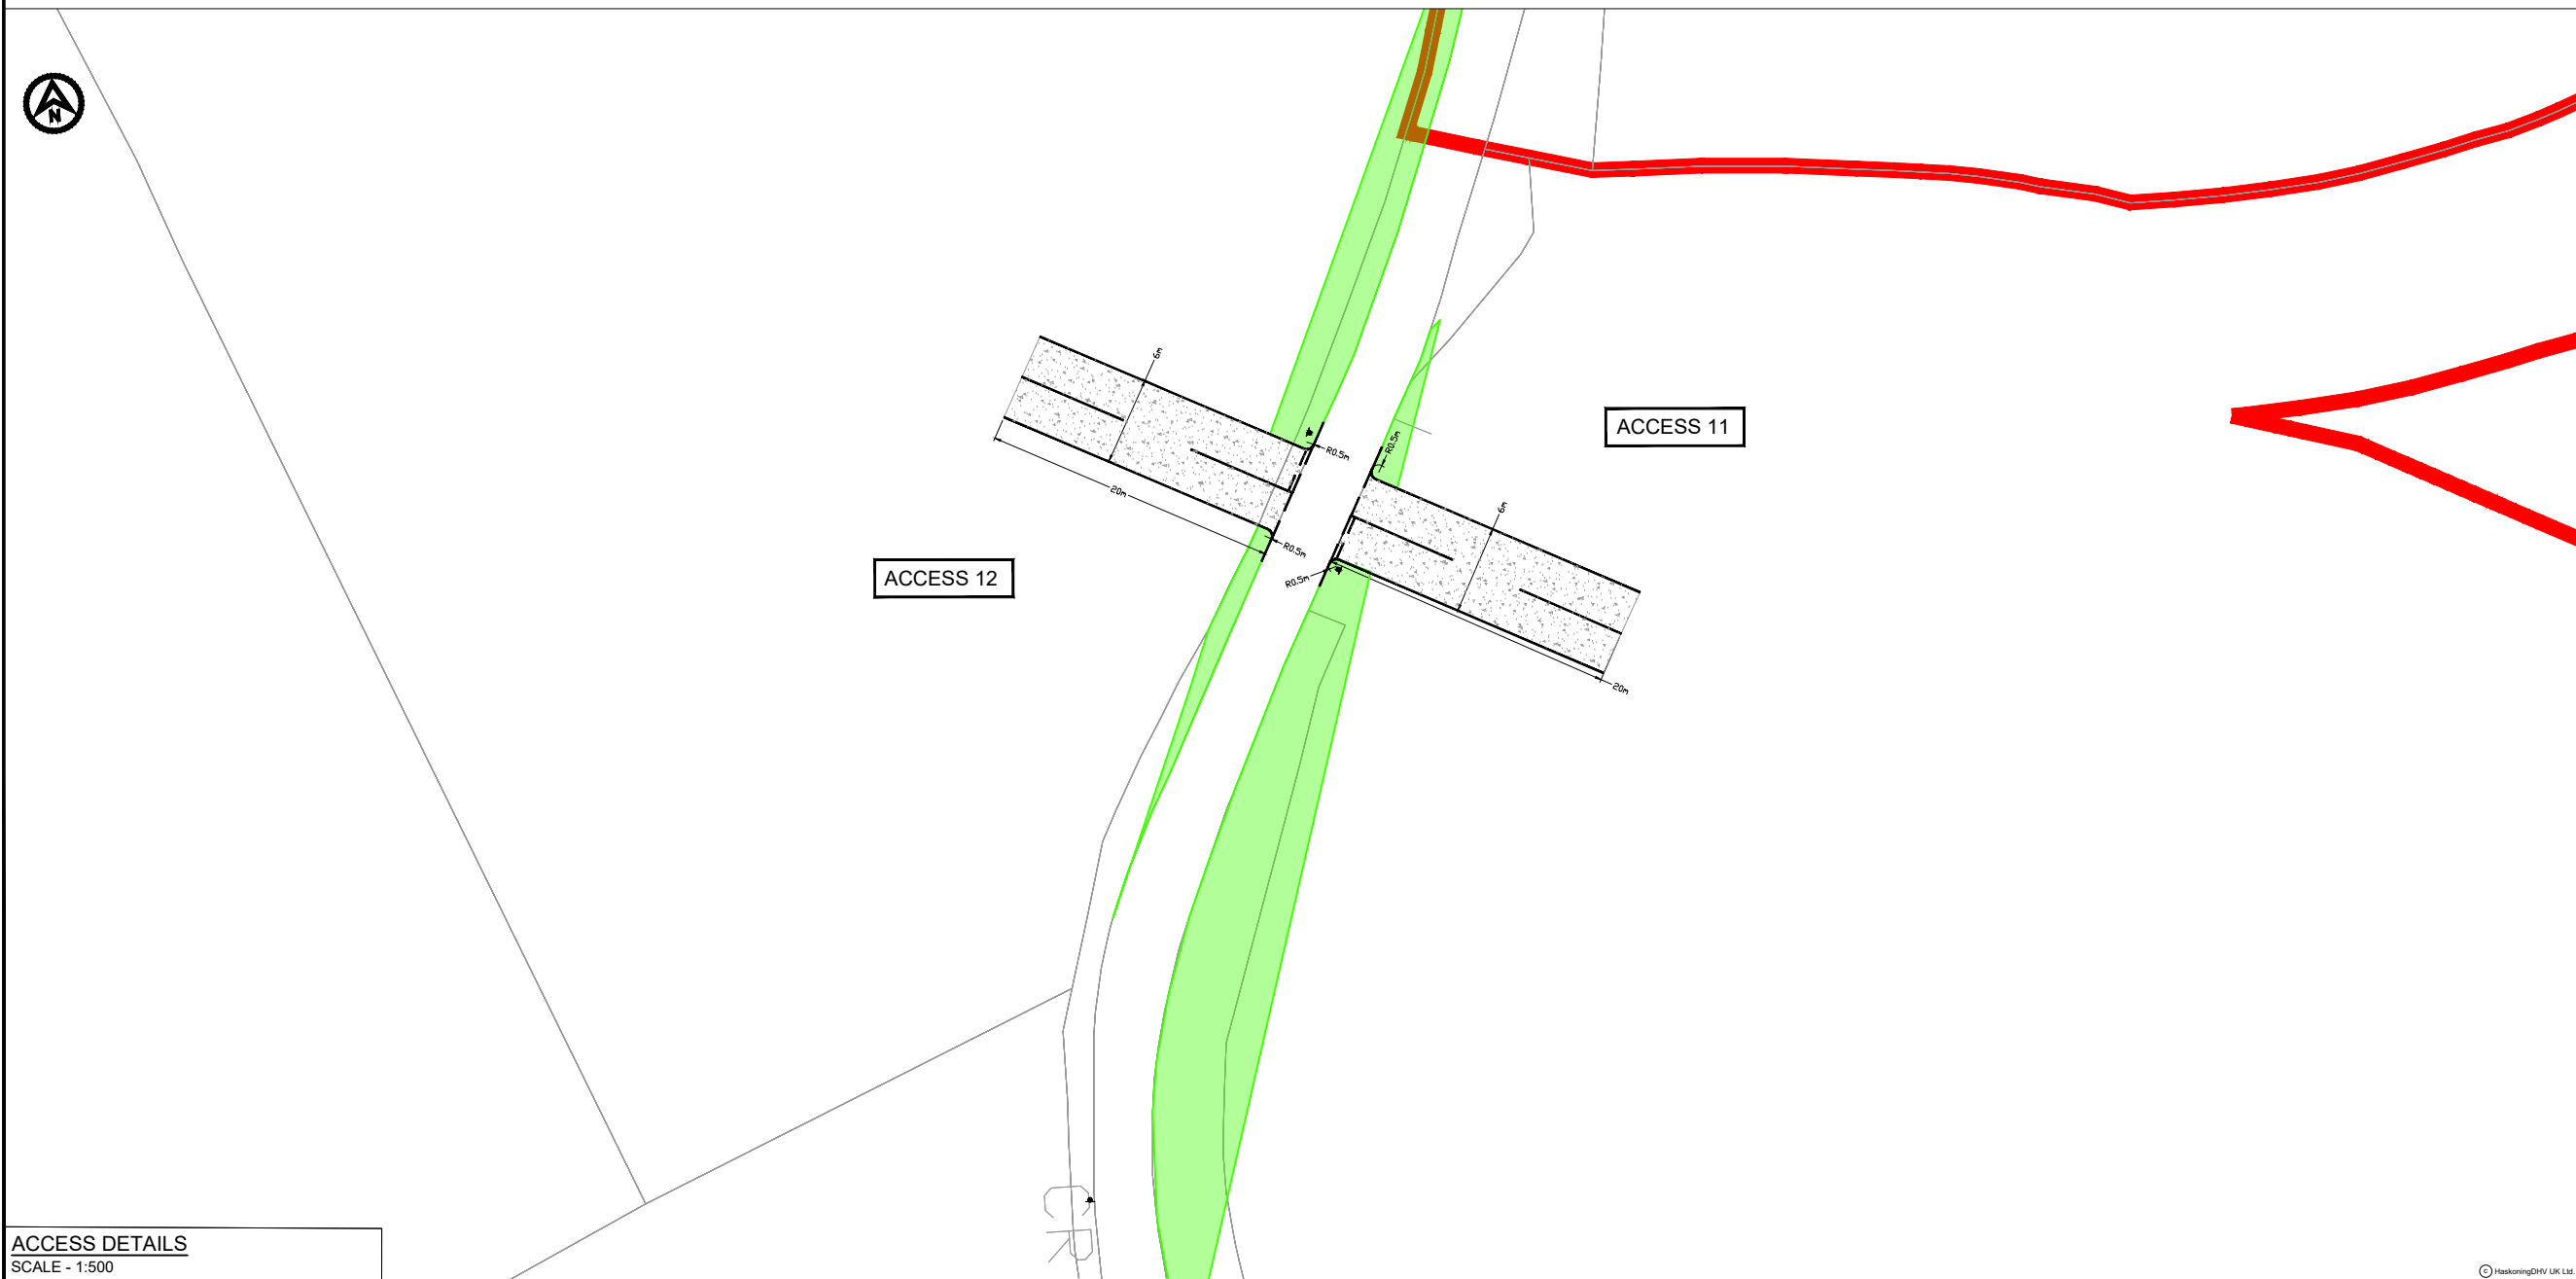 N
6m
R0.5m
R0.5m
ACCESS 11
20m
6m
R0.5m
ACCESS 12
R0.5m
20m
CR
ACCESS DETAILS
SCALE - 1:500
© HaskoningDHV UK Ltd.